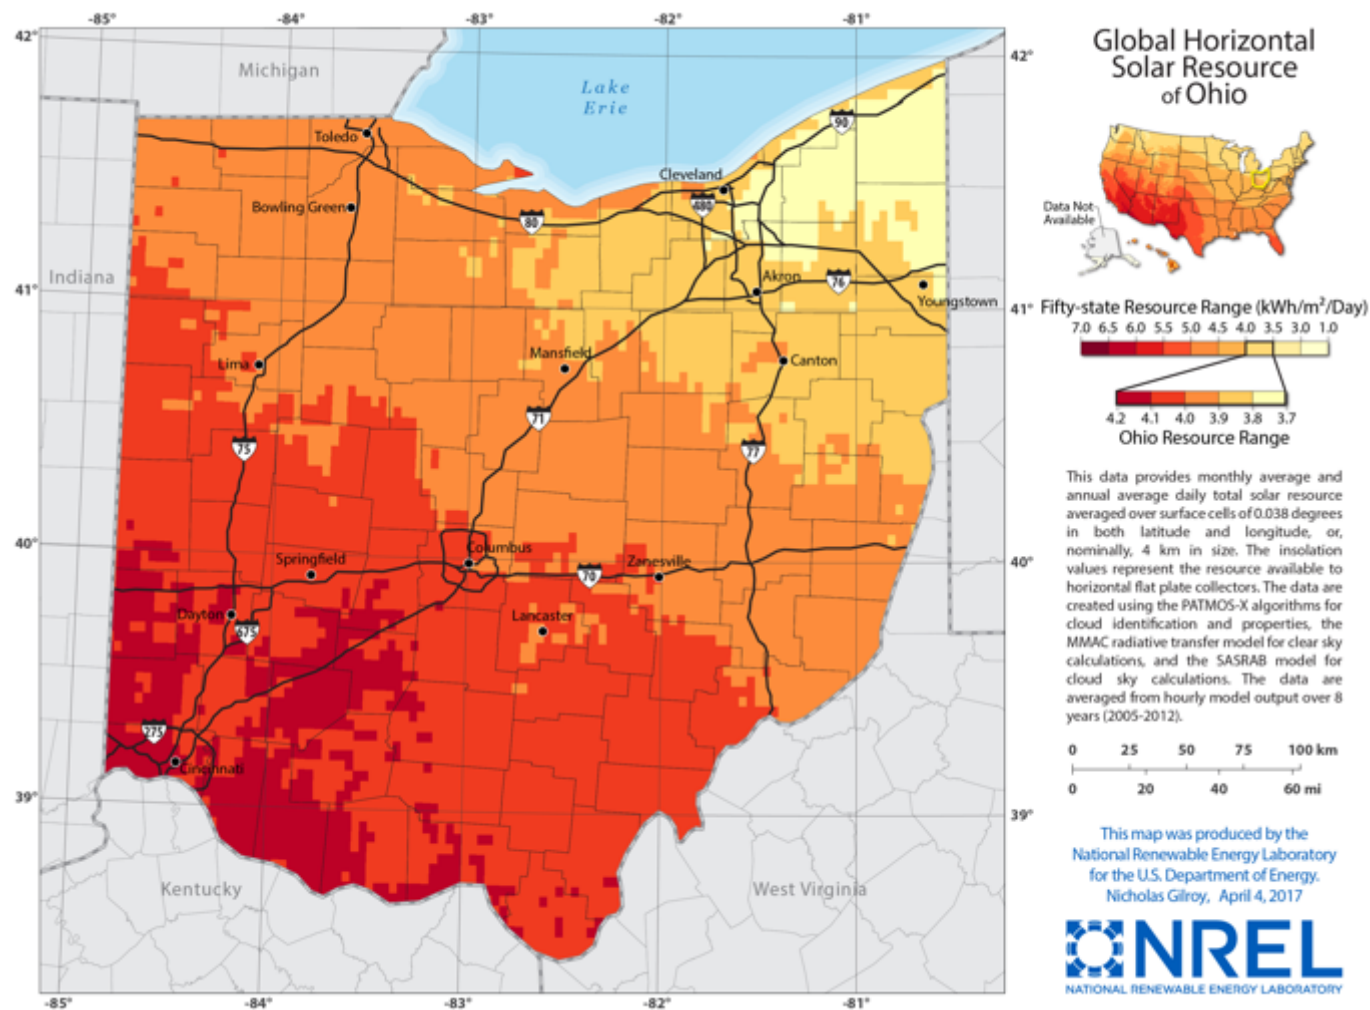 -85°
-84°
-83°
-82°
-81°
42°
42°
Michigan
Lake
Erie
Toledo
90
Cleveland
480
Bowling Green
80
Indiana
Akron
76
Youngstown
41°
41°
Mansfield
Lima
Canton
71
75
77
40°
40°
Columbus
Springfield
Zanesville
70
Dayton
675
Lancaster
275
Cincinnati
39°
39°
Kentucky
West Virginia
-85°
-84°
-83°
-82°
-81°
Global Horizontal
Solar Resource
of Ohio
Data Not
Available
Fifty-state Resource Range (kWh/m²/Day)
7.0 6.5 6.0 5.5 5.0 4.5 4.0 3.5 3.0 1.0
4.2 4.1 4.0 3.9 3.8 3.7
Ohio Resource Range
This data provides monthly average and
annual average daily total solar resource
averaged over surface cells of 0.038 degrees
in both latitude and longitude, or,
nominally, 4 km in size. The insolation
values represent the resource available to
horizontal flat plate collectors. The data are
created using the PATMOS-X algorithms for
cloud identification and properties, the
MMAC radiative transfer model for clear sky
calculations, and the SASRAB model for
cloud sky calculations. The data are
averaged from hourly model output over 8
years (2005-2012).
0 25 50 75 100 km
0 20 40 60 mi
This map was produced by the
National Renewable Energy Laboratory
for the U.S. Department of Energy.
Nicholas Gilroy, April 4, 2017
NREL
NATIONAL RENEWABLE ENERGY LABORATORY